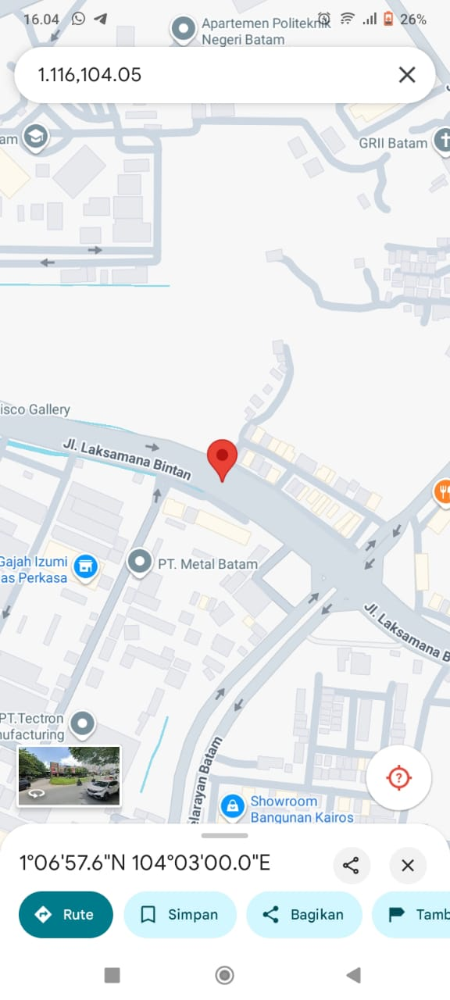 16.04
26%
Apartemen Politeknik
Negeri Batam
1.116,104.05
am
GRII Batam
isco Gallery
Jl. Laksamana Bintan
Gajah Izumi
as Perkasa
PT. Metal Batam
Jl. Laksamana B
PT.Tectron
nufacturing
elarayan Batam
Showroom
Bangunan Kairos
?
1°06'57.6"N 104°03'00.0"E
Rute
Simpan
Bagikan
Tamb